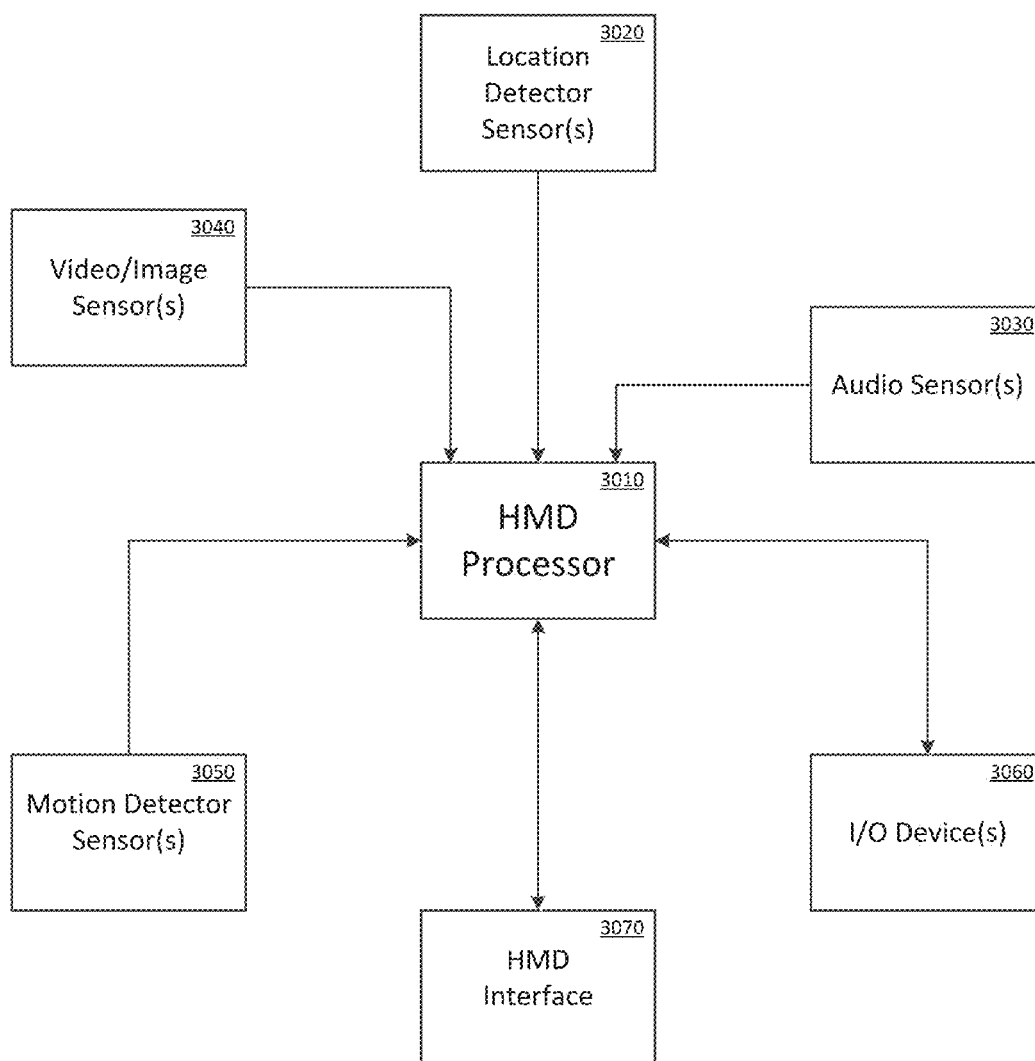 3020
Location
Detector
Sensor(s)
3040
Video/Image
Sensor(s)
3030
Audio Sensor(s)
3010
HMD
Processor
3050
Motion Detector
Sensor(s)
3060
I/O Device(s)
3070
HMD
Interface